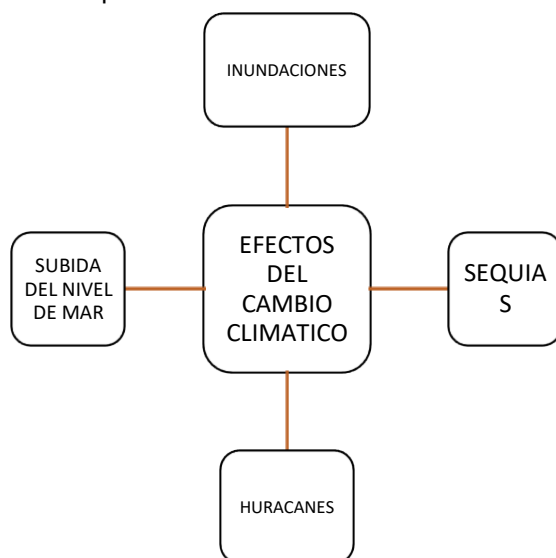 INUNDACIONES
SUBIDA
DEL NIVEL
DE MAR
EFECTOS
DEL
CAMBIO
CLIMATICO
SEQUIA
S
HURACANES